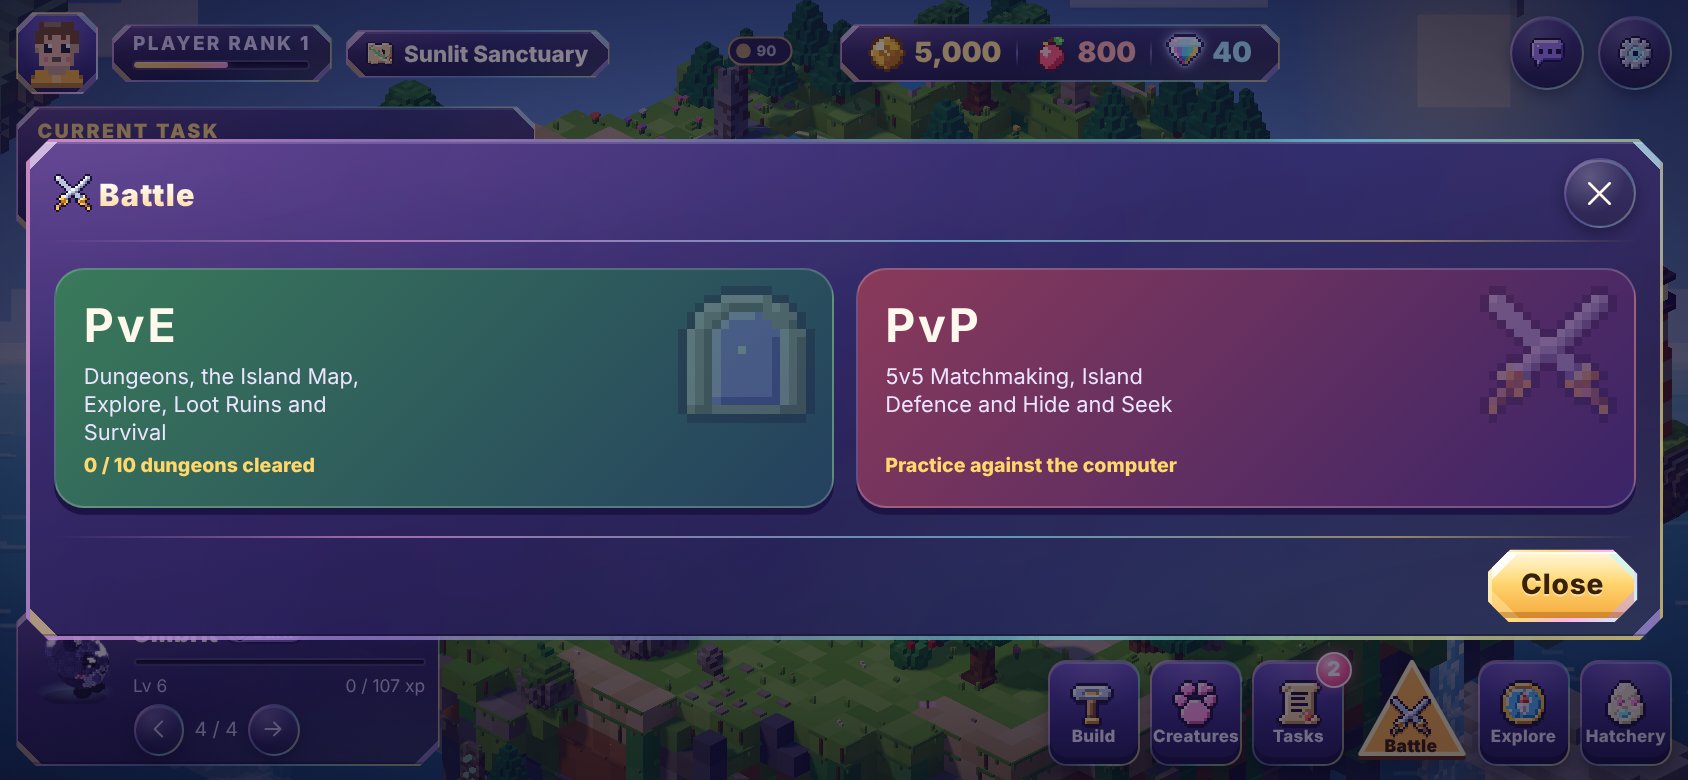 PLAYER RANK 1
Sunlit Sanctuary
90
5,000
800
40
CURRENT TASK
Battle
PvE
Dungeons, the Island Map,
Explore, Loot Ruins and
Survival
0 / 10 dungeons cleared
PvP
5v5 Matchmaking, Island
Defence and Hide and Seek
Practice against the computer
Close
Lv 6
0 / 107 xp
4 / 4
Build
Creatures
2
Tasks
Battle
Explore
Hatchery